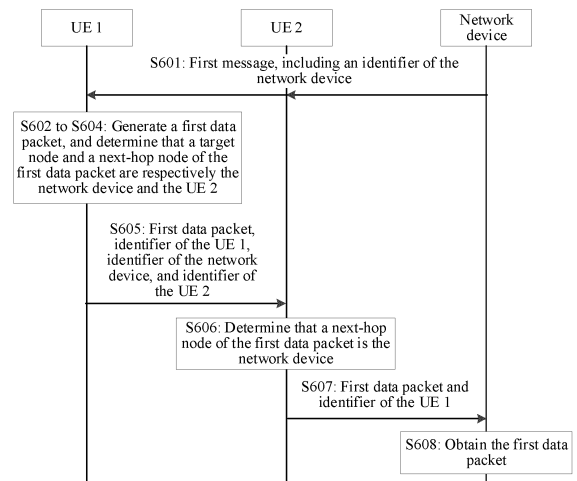 UE 1
UE 2
Network
device
S601: First message, including an identifier of the
network device
S602 to S604: Generate a first data
packet, and determine that a target
node and a next-hop node of the
first data packet are respectively the
network device and the UE 2
S605: First data packet,
identifier of the UE 1,
identifier of the network
device, and identifier of
the UE 2
S606: Determine that a next-hop
node of the first data packet is the
network device
S607: First data packet and
identifier of the UE 1
S608: Obtain the first data
packet